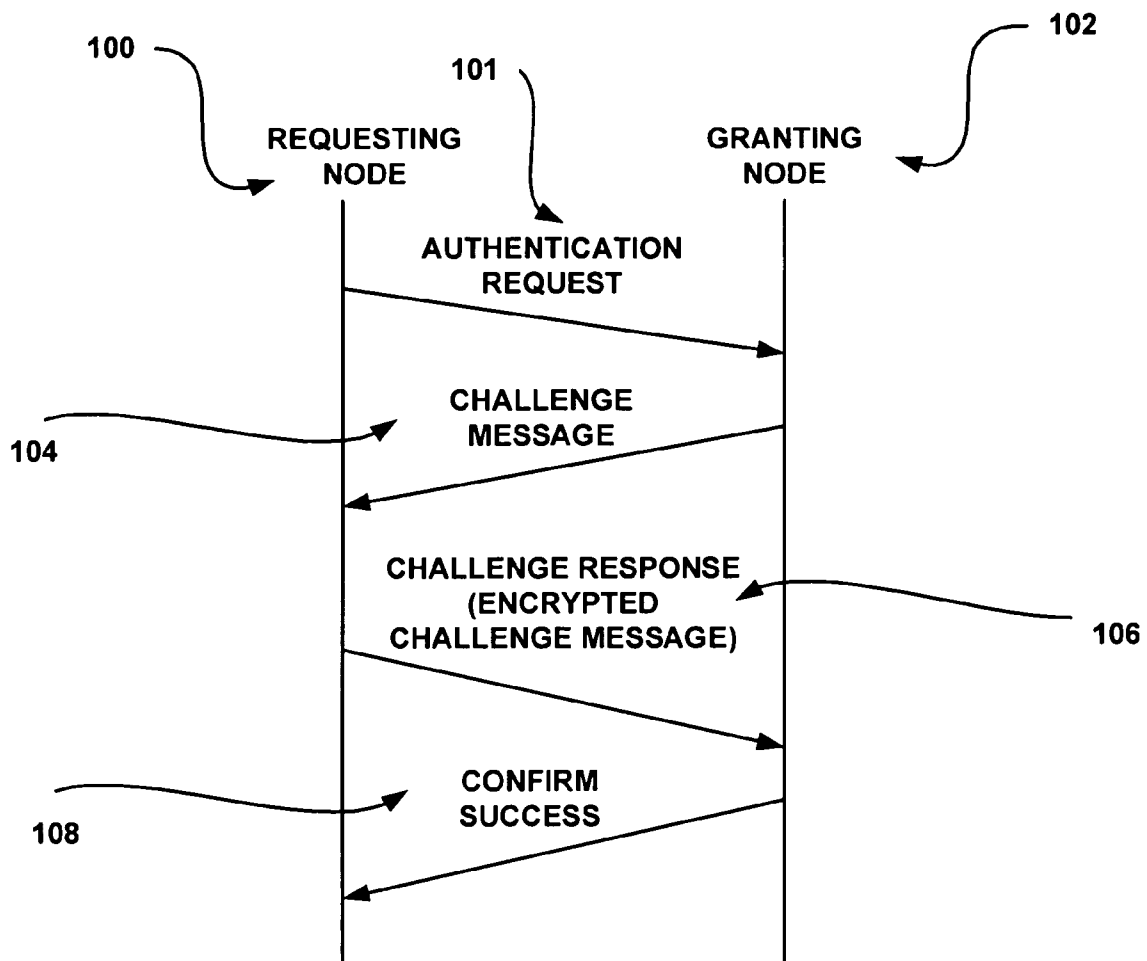 100
101
102
REQUESTING
NODE
GRANTING
NODE
AUTHENTICATION
REQUEST
CHALLENGE
MESSAGE
104
CHALLENGE RESPONSE
(ENCRYPTED
CHALLENGE MESSAGE)
106
CONFIRM
SUCCESS
108